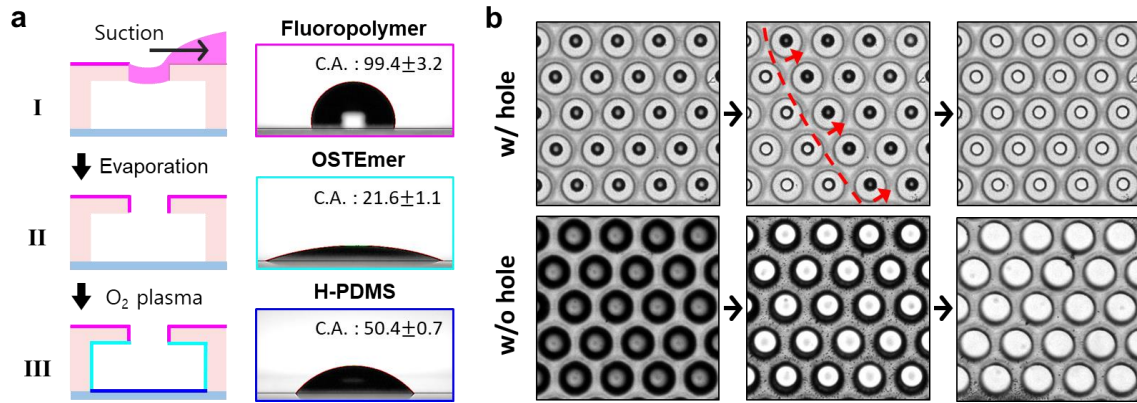 a
Suction
I
Evaporation
II
O₂ plasma
III
Fluoropolymer
C.A. : 99.4±3.2
OSTEmer
C.A. : 21.6±1.1
H-PDMS
C.A. : 50.4±0.7
b
w/ hole
w/o hole